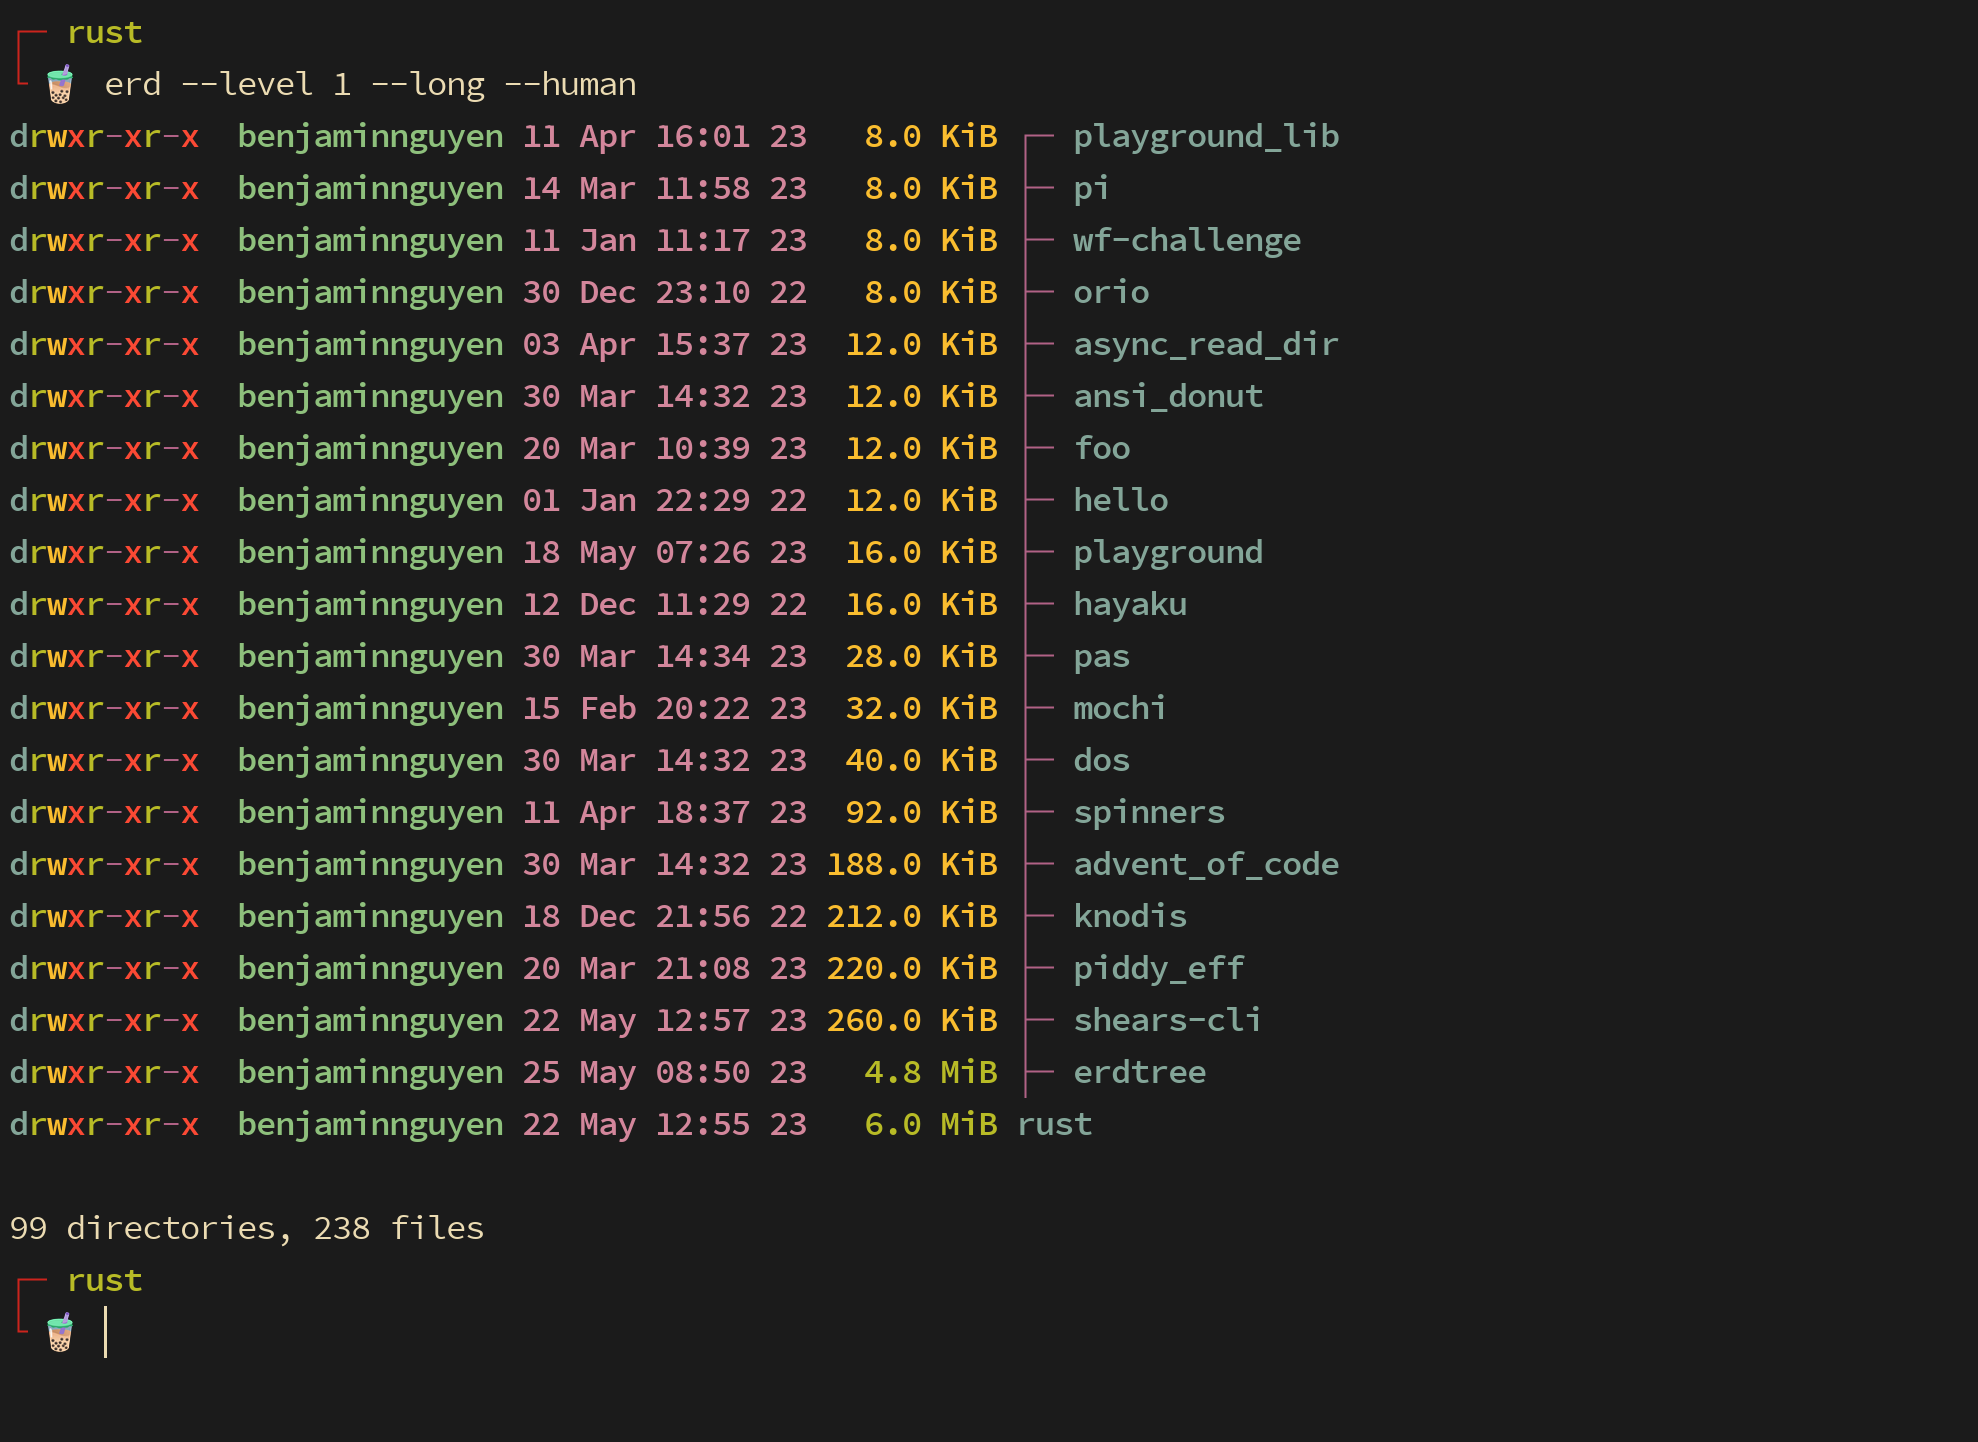 rust
erd --level 1 --long --human
drwxr-xr-x  benjaminnguyen 11 Apr 16:01 23   8.0 KiB ┌─ playground_lib
drwxr-xr-x  benjaminnguyen 14 Mar 11:58 23   8.0 KiB ├─ pi
drwxr-xr-x  benjaminnguyen 11 Jan 11:17 23   8.0 KiB ├─ wf-challenge
drwxr-xr-x  benjaminnguyen 30 Dec 23:10 22   8.0 KiB ├─ orio
drwxr-xr-x  benjaminnguyen 03 Apr 15:37 23  12.0 KiB ├─ async_read_dir
drwxr-xr-x  benjaminnguyen 30 Mar 14:32 23  12.0 KiB ├─ ansi_donut
drwxr-xr-x  benjaminnguyen 20 Mar 10:39 23  12.0 KiB ├─ foo
drwxr-xr-x  benjaminnguyen 01 Jan 22:29 22  12.0 KiB ├─ hello
drwxr-xr-x  benjaminnguyen 18 May 07:26 23  16.0 KiB ├─ playground
drwxr-xr-x  benjaminnguyen 12 Dec 11:29 22  16.0 KiB ├─ hayaku
drwxr-xr-x  benjaminnguyen 30 Mar 14:34 23  28.0 KiB ├─ pas
drwxr-xr-x  benjaminnguyen 15 Feb 20:22 23  32.0 KiB ├─ mochi
drwxr-xr-x  benjaminnguyen 30 Mar 14:32 23  40.0 KiB ├─ dos
drwxr-xr-x  benjaminnguyen 11 Apr 18:37 23  92.0 KiB ├─ spinners
drwxr-xr-x  benjaminnguyen 30 Mar 14:32 23 188.0 KiB ├─ advent_of_code
drwxr-xr-x  benjaminnguyen 18 Dec 21:56 22 212.0 KiB ├─ knodis
drwxr-xr-x  benjaminnguyen 20 Mar 21:08 23 220.0 KiB ├─ piddy_eff
drwxr-xr-x  benjaminnguyen 22 May 12:57 23 260.0 KiB ├─ shears-cli
drwxr-xr-x  benjaminnguyen 25 May 08:50 23   4.8 MiB ├─ erdtree
drwxr-xr-x  benjaminnguyen 22 May 12:55 23   6.0 MiB rust
99 directories, 238 files
rust